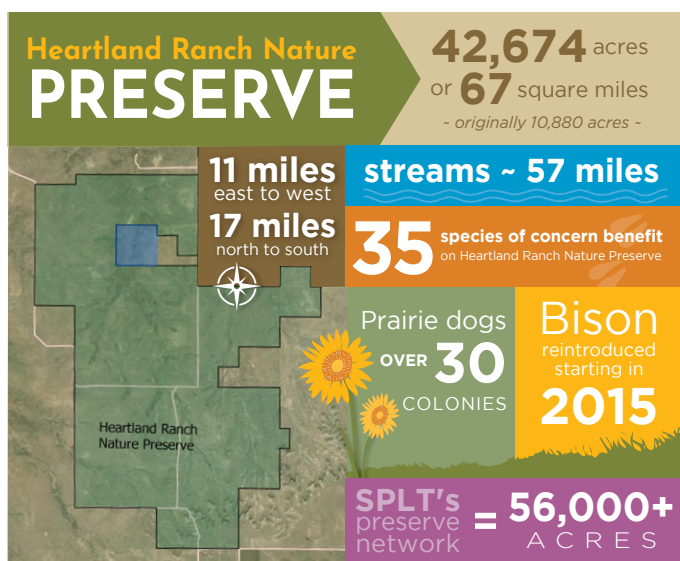 Heartland Ranch Nature
PRESERVE
42,674 acres
or 67 square miles
~ originally 10,880 acres ~
11 miles
east to west
17 miles
north to south
streams ~ 57 miles
35 species of concern benefit
on Heartland Ranch Nature Preserve
Prairie dogs
OVER 30
COLONIES
Bison
reintroduced
starting in
2015
Heartland Ranch
Nature Preserve
SPLT's
preserve
network
= 56,000+
ACRES